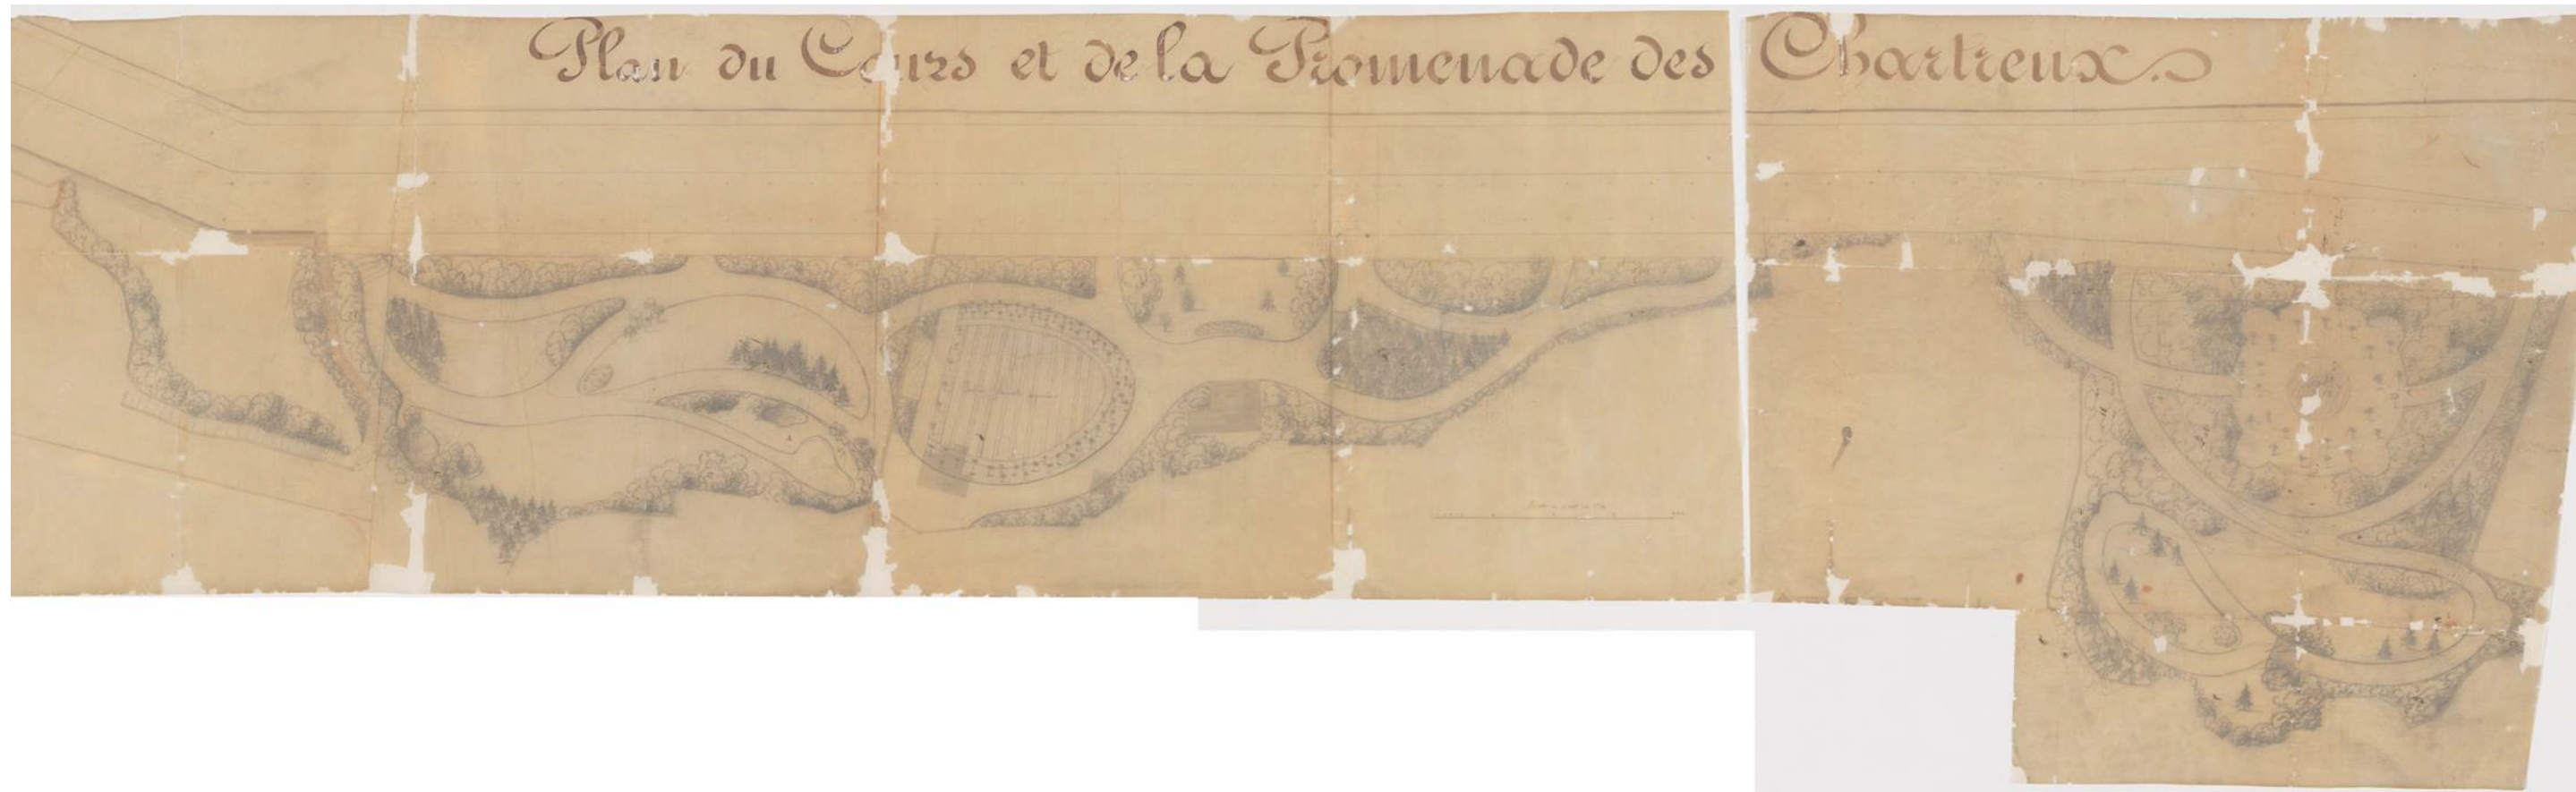 Plan du Cours et de la Promenade des Chartreux.